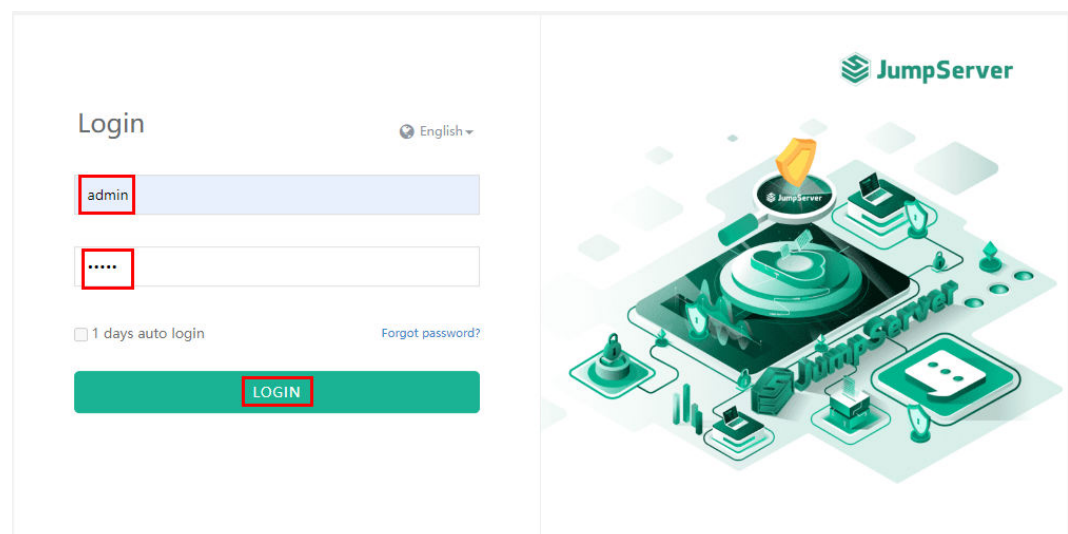 JumpServer
Login
English
admin
•••••
1 days auto login
Forgot password?
LOGIN
JumpServer
JumpServer